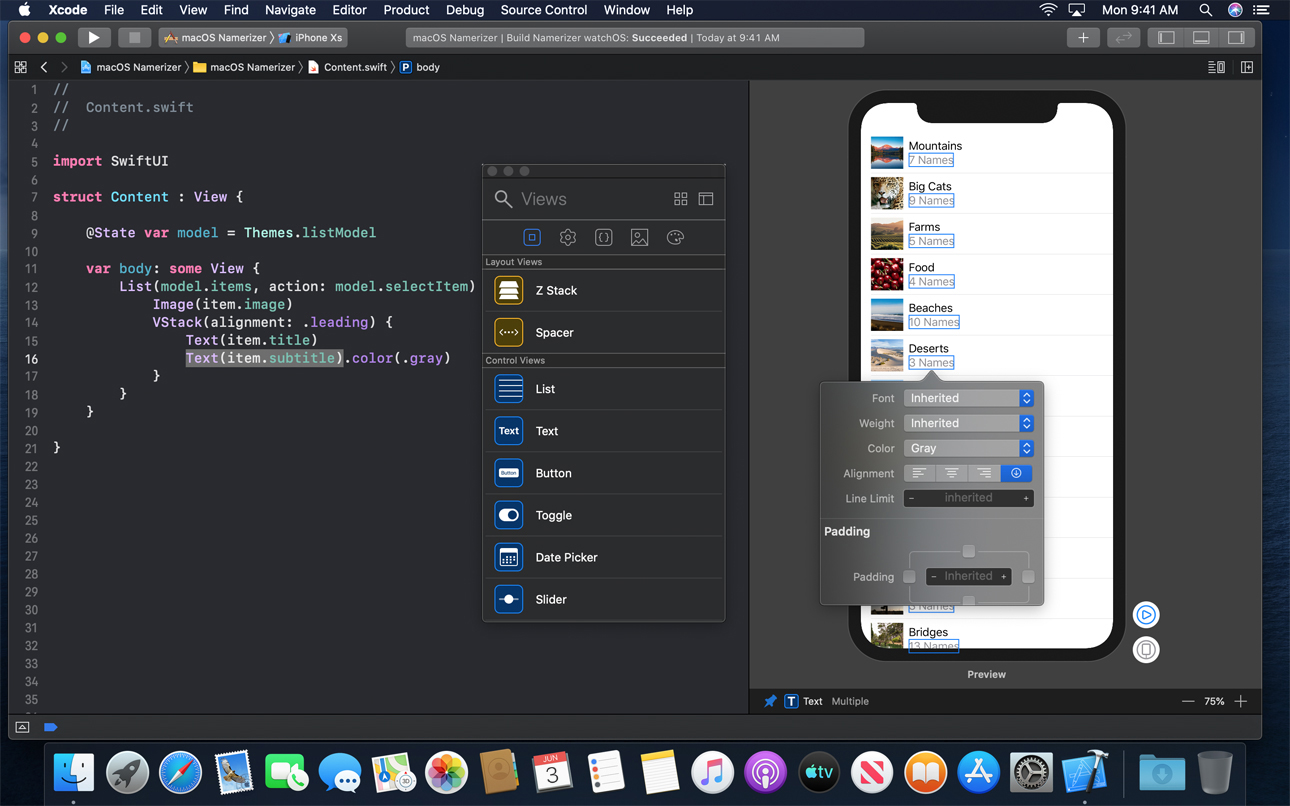 Xcode File Edit View Find Navigate Editor Product Debug Source Control Window Help Mon 9:41 AM
macOS Namerizer iPhone Xs macOS Namerizer | Build Namerizer watchOS: Succeeded | Today at 9:41 AM
macOS Namerizer macOS Namerizer Content.swift P body
1 //
2 // Content.swift
3 //
4
5 import SwiftUI
6
7 struct Content : View {
8
9 @State var model = Themes.listModel
10
11 var body: some View {
12 List(model.items, action: model.selectItem)
13 Image(item.image)
14 VStack(alignment: .leading) {
15 Text(item.title)
16 Text(item.subtitle).color(.gray)
17 }
18 }
19 }
20
21 }
22
23
24
25
26
27
28
29
30
31
32
33
34
35
Views
Layout Views
Z Stack
Spacer
Control Views
List
Text Text
Button Button
Toggle
Date Picker
Slider
Mountains
7 Names
Big Cats
9 Names
Farms
5 Names
Food
4 Names
Beaches
10 Names
Deserts
3 Names
Font Inherited
Weight Inherited
Color Gray
Alignment
Line Limit - inherited +
Padding
Padding - Inherited +
Names
Bridges
13 Names
Preview
T Text Multiple — 75% +
JUN
3
3D
tv